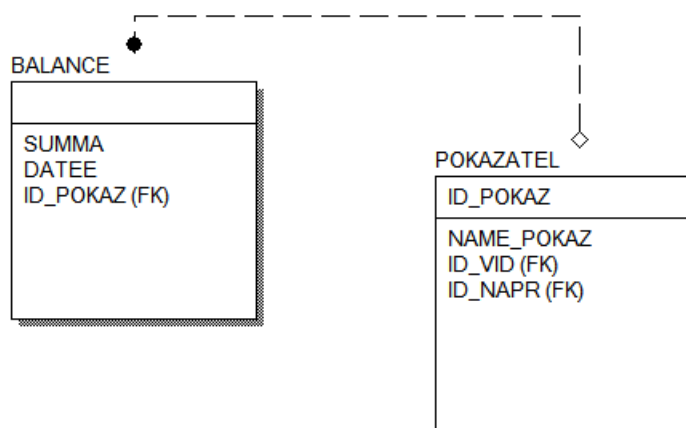 BALANCE
SUMMA
DATEE
ID_POKAZ (FK)
POKAZATEL
ID_POKAZ
NAME_POKAZ
ID_VID (FK)
ID_NAPR (FK)